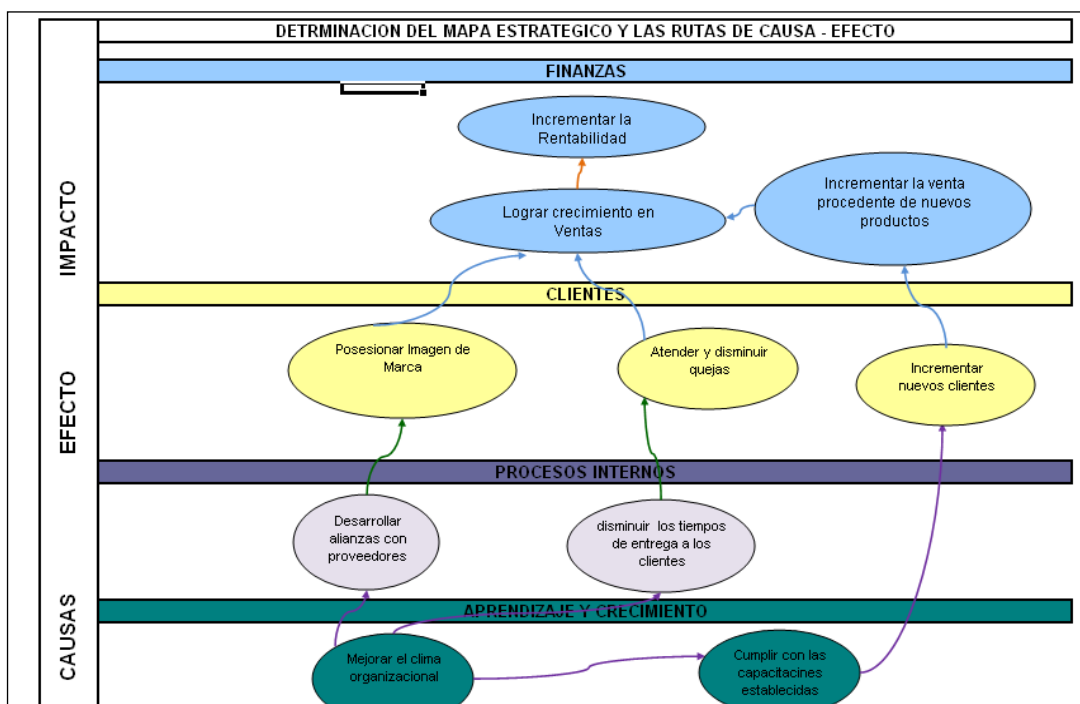 DETRMINACION DEL MAPA ESTRATEGICO Y LAS RUTAS DE CAUSA - EFECTO
FINANZAS
IMPACTO
Incrementar la
Rentabilidad
Lograr crecimiento en
Ventas
Incrementar la venta
procedente de nuevos
productos
CLIENTES
EFECTO
Posesionar Imagen de
Marca
Atender y disminuir
quejas
Incrementar
nuevos clientes
PROCESOS INTERNOS
CAUSAS
Desarrollar
alianzas con
proveedores
disminuir los tiempos
de entrega a los
clientes
APRENDIZAJE Y CRECIMIENTO
Mejorar el clima
organizacional
Cumplir con las
capacitacines
establecidas